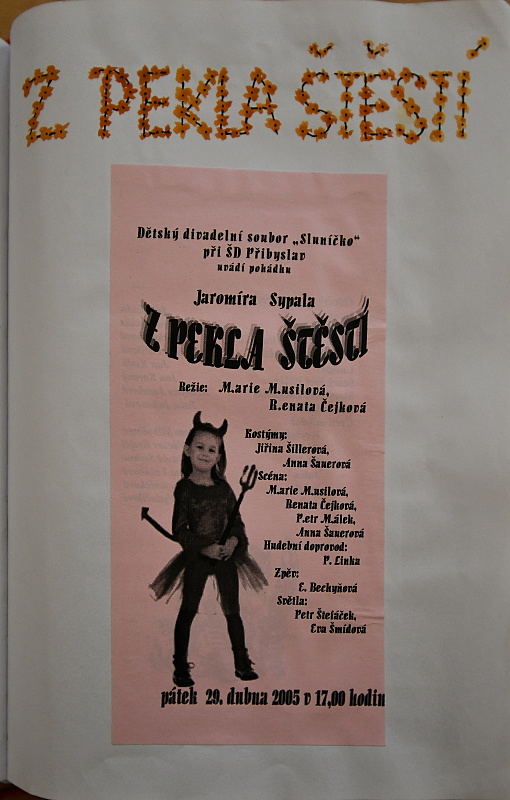 Z PEKLA ŠTĚSTÍ
Dětský divadelní soubor „Sluníčko“
při ŠD Přibyslav
uvádí pohádku
Jaromíra Sypala
Z PEKLA ŠTĚSTÍ
Režie: Marie Musilová,
Renata Čejková
Kostýmy:
Jiřina Šillerová,
Anna Šauerová
Scéna:
Marie Musilová,
Renata Čejková,
Petr Málek,
Anna Šauerová
Hudební doprovod:
P. Linka
Zpěv:
E. Bechyňová
Světla:
Petr Štefáček,
Eva Šmídová
pátek 29. dubna 2005 v 17,00 hodin